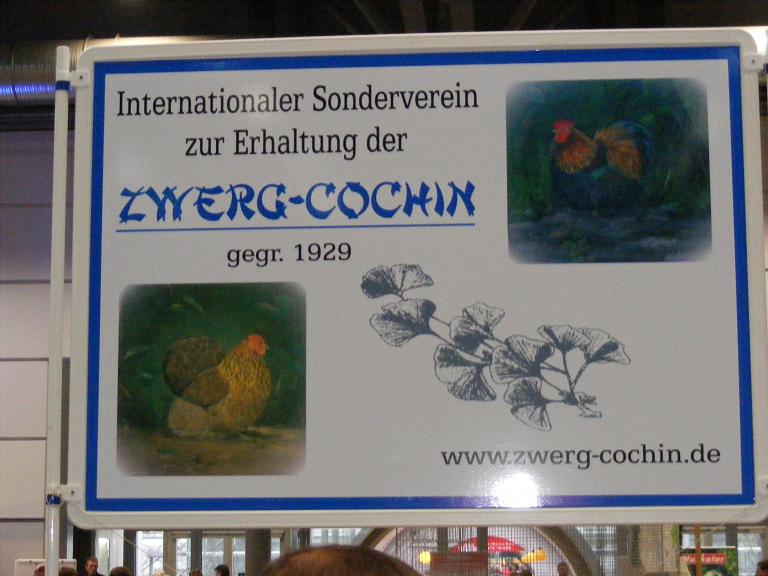 Internationaler Sonderverein
zur Erhaltung der
ZWERG-COCHIN
gegr. 1929
www.zwerg-cochin.de